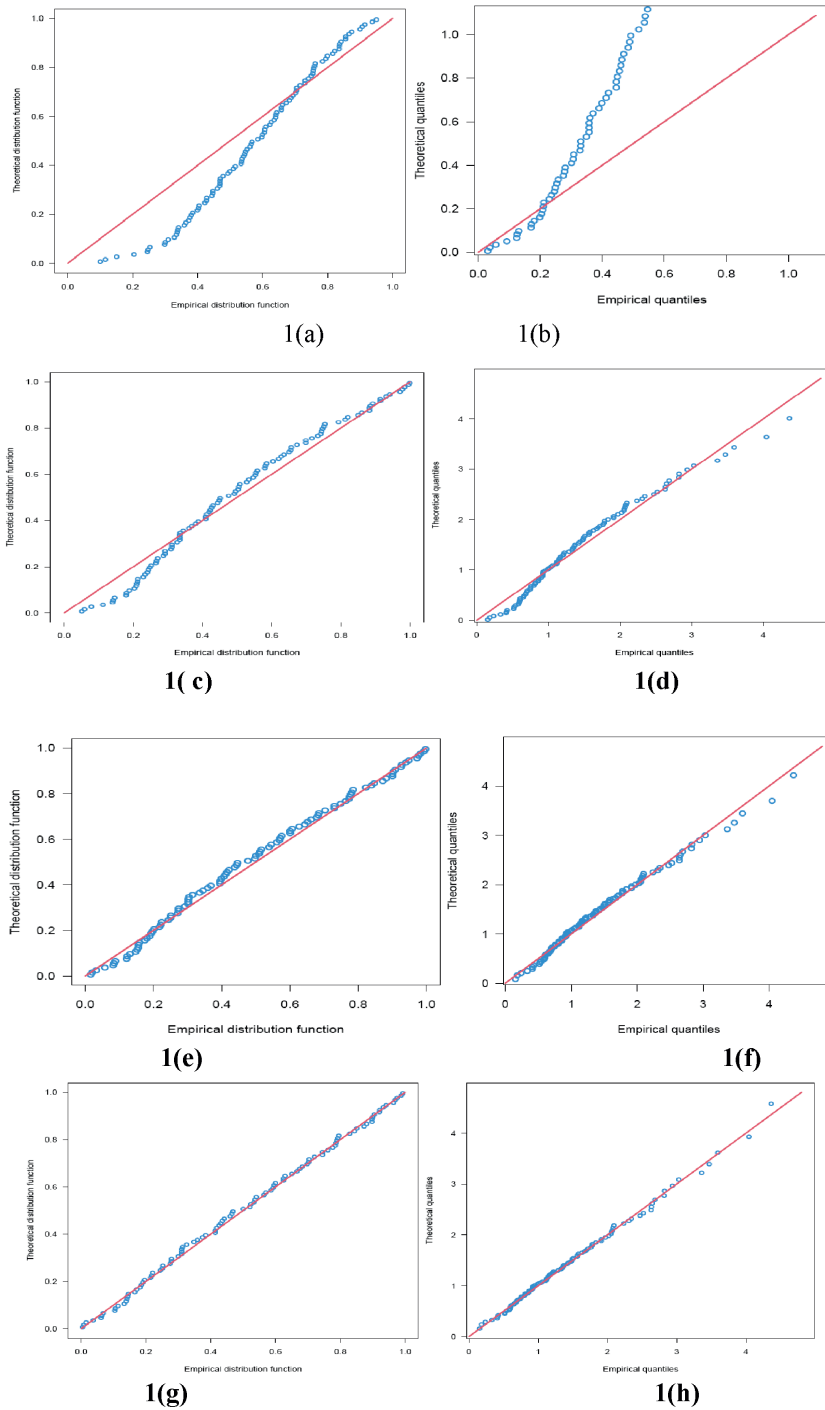 1.0
0.8
0.6
0.4
0.2
0.0
Theoretical distribution function
0.0 0.2 0.4 0.6 0.8 1.0
Empirical distribution function
1(a)
1.0
0.8
0.6
0.4
0.2
0.0
Theoretical quantiles
0.0 0.2 0.4 0.6 0.8 1.0
Empirical quantiles
1(b)
1.0
0.8
0.6
0.4
0.2
0.0
Theoretical distribution function
0.0 0.2 0.4 0.6 0.8 1.0
Empirical distribution function
1( c)
4
3
2
1
0
Theoretical quantiles
0 1 2 3 4
Empirical quantiles
1(d)
1.0
0.8
0.6
0.4
0.2
0.0
Theoretical distribution function
0.0 0.2 0.4 0.6 0.8 1.0
Empirical distribution function
1(e)
4
3
2
1
0
Theoretical quantiles
0 1 2 3 4
Empirical quantiles
1(f)
1.0
0.8
0.6
0.4
0.2
0.0
Theoretical distribution function
0.0 0.2 0.4 0.6 0.8 1.0
Empirical distribution function
1(g)
4
3
2
1
0
Theoretical quantiles
0 1 2 3 4
Empirical quantiles
1(h)